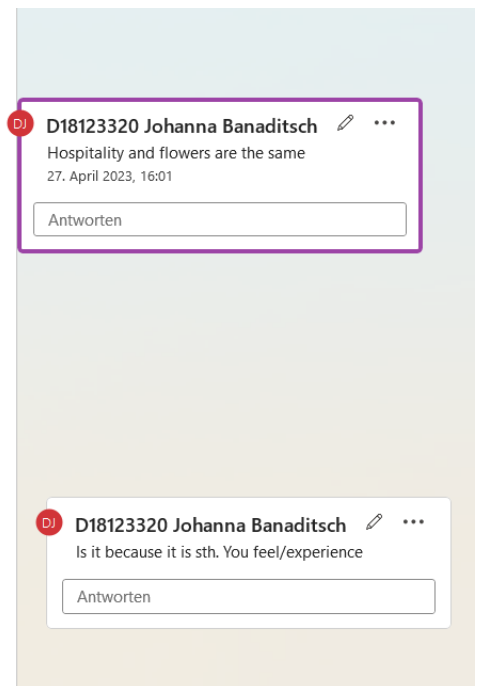 DJ
D18123320 Johanna Banaditsch
Hospitality and flowers are the same
27. April 2023, 16:01
Antworten
DJ
D18123320 Johanna Banaditsch
Is it because it is sth. You feel/experience
Antworten